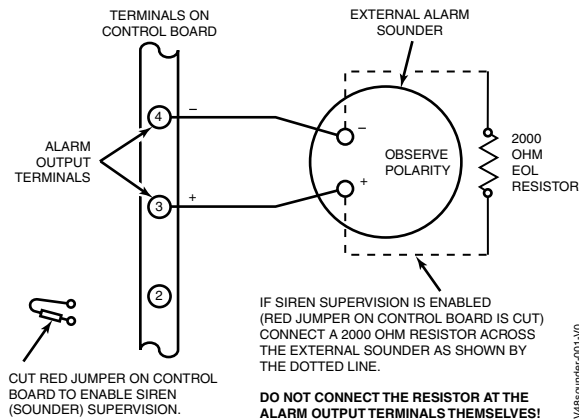 TERMINALS ON
CONTROL BOARD
EXTERNAL ALARM
SOUNDER
4
–
–
ALARM
OUTPUT
TERMINALS
OBSERVE
POLARITY
2000
OHM
EOL
RESISTOR
3
+
+
2
IF SIREN SUPERVISION IS ENABLED
(RED JUMPER ON CONTROL BOARD IS CUT)
CONNECT A 2000 OHM RESISTOR ACROSS
THE EXTERNAL SOUNDER AS SHOWN BY
THE DOTTED LINE.
CUT RED JUMPER ON CONTROL
BOARD TO ENABLE SIREN
(SOUNDER) SUPERVISION.
DO NOT CONNECT THE RESISTOR AT THE
ALARM OUTPUT TERMINALS THEMSELVES!